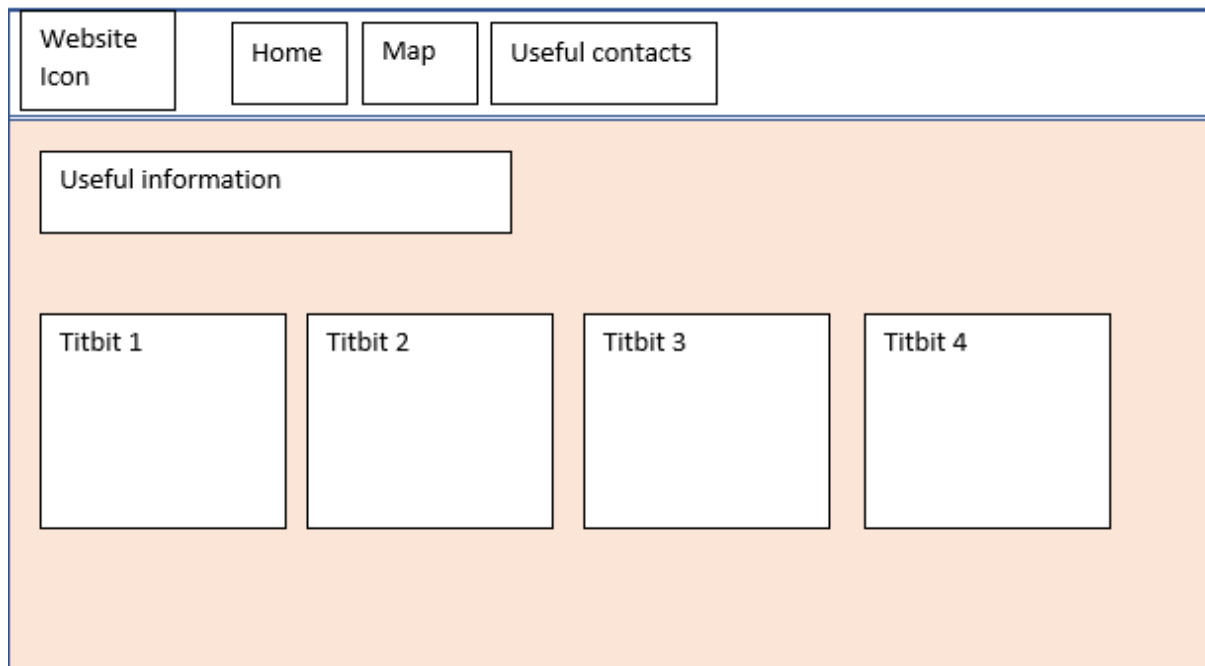 Website
Icon
Home
Map
Useful contacts
Useful information
Titbit 1
Titbit 2
Titbit 3
Titbit 4